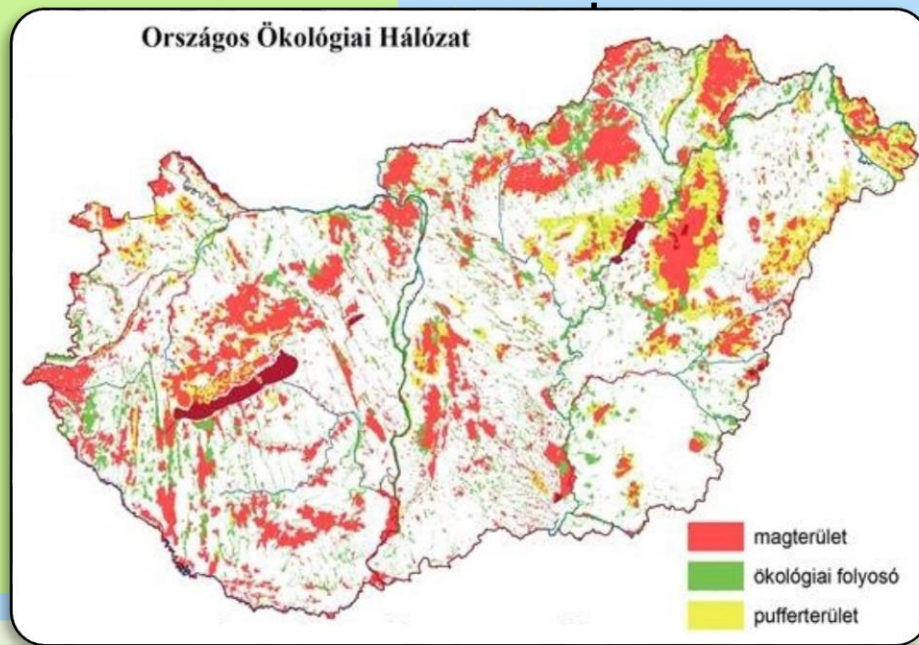 Országos Ökológiai Hálózat
magterület
ökológiai folyosó
pufferterület